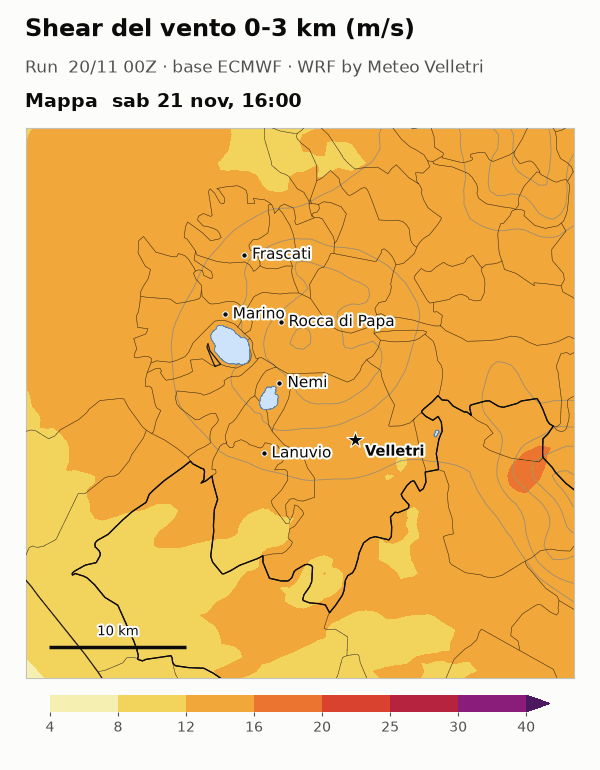 Shear del vento 0-3 km (m/s)
Run  20/11 00Z · base ECMWF · WRF by Meteo Velletri
Mappa  sab 21 nov, 16:00
Frascati
Marino
Rocca di Papa
Nemi
Velletri
Lanuvio
10 km
4 8 12 16 20 25 30 40